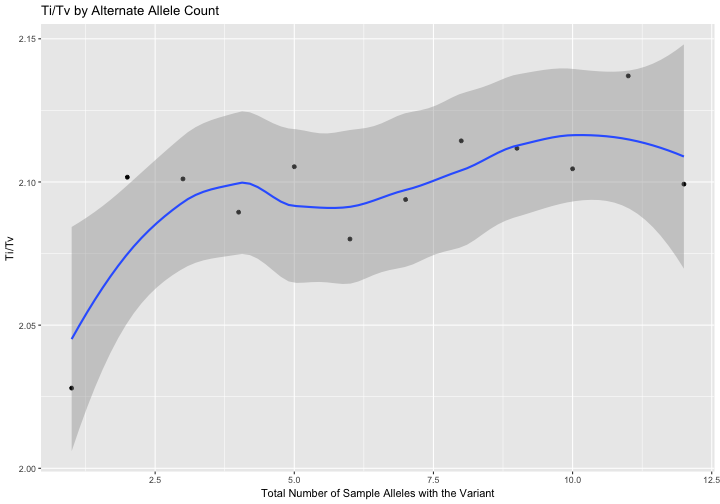 Ti/Tv by Alternate Allele Count
2.15
2.10
2.05
2.00
Ti/Tv
2.5 5.0 7.5 10.0 12.5
Total Number of Sample Alleles with the Variant